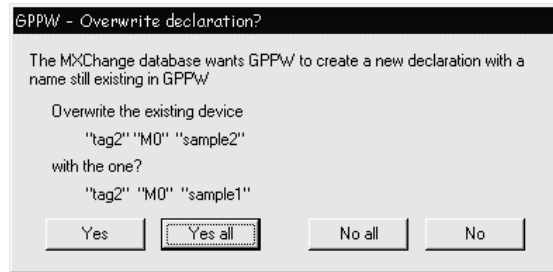 GPPW - Overwrite declaration?
The MXChange database wants GPPW to create a new declaration with a
name still existing in GPPW
Overwrite the existing device
"tag2" "M0" "sample2"
with the one?
"tag2" "M0" "sample1"
Yes Yes all No all No